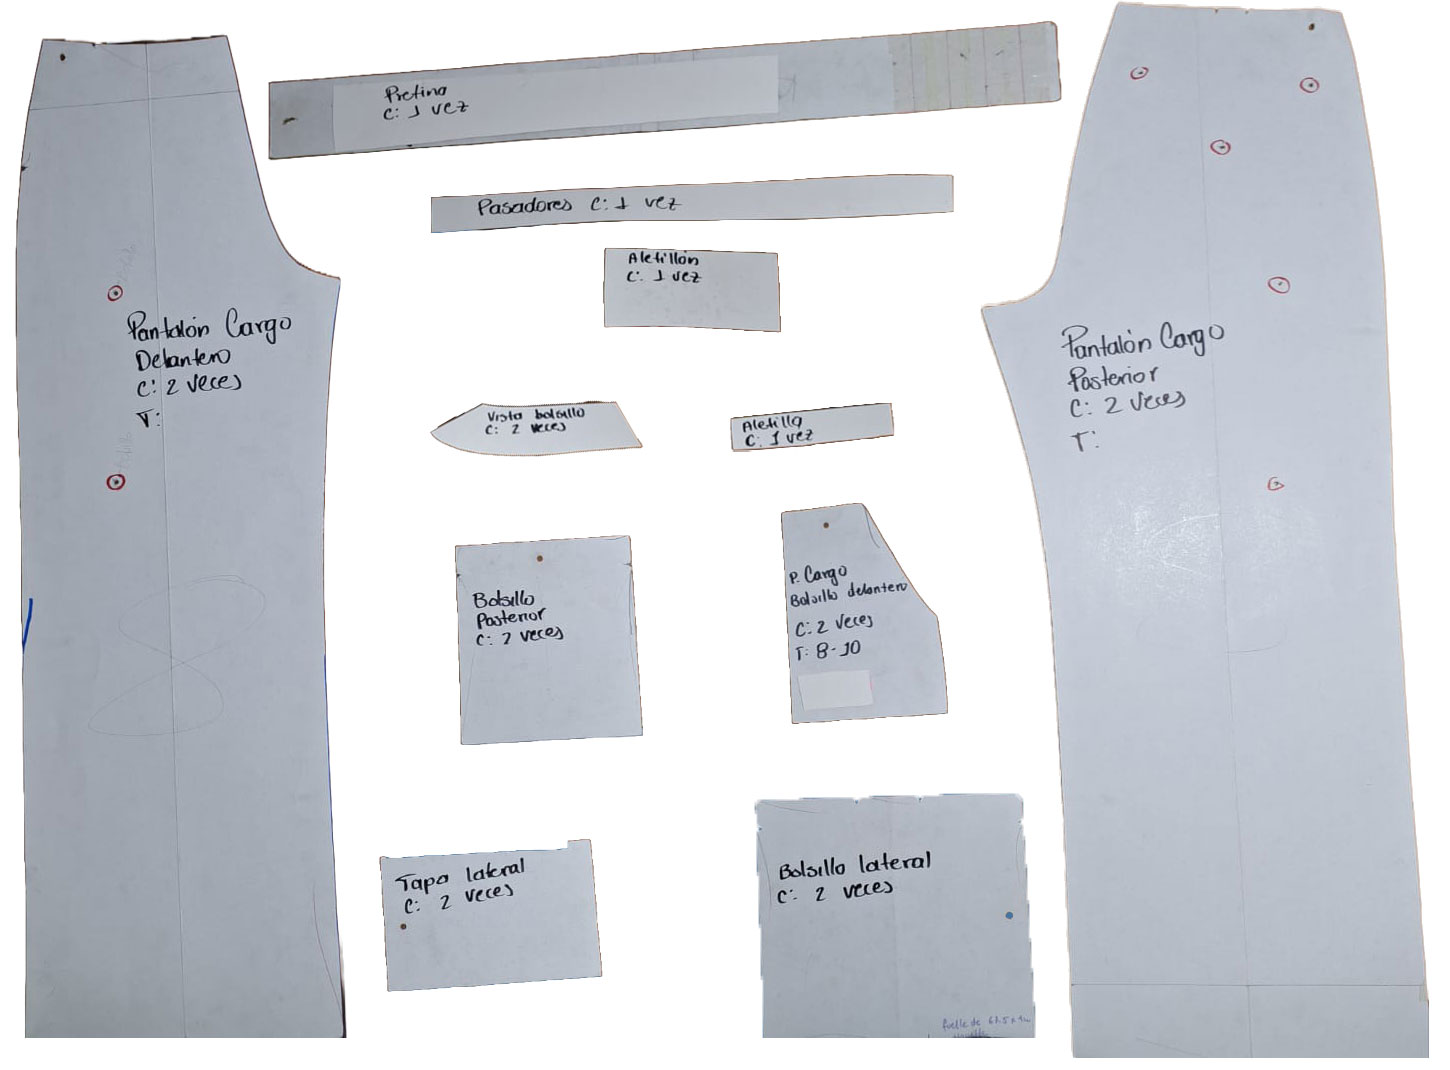 Pretina
C: 1 vez
Pasadores C: 1 vez
Aletillón
C: 1 vez
Pantalón Cargo
Delantero
C: 2 veces
T:
Pantalón Cargo
Posterior
C: 2 veces
T:
Vista bolsillo
C: 2 veces
Aletilla
C: 1 vez
Bolsillo
Posterior
C: 2 veces
P. Cargo
Bolsillo delantero
C: 2 veces
T: 8-10
Tapa lateral
C: 2 veces
Bolsillo lateral
C: 2 veces
fuelle de